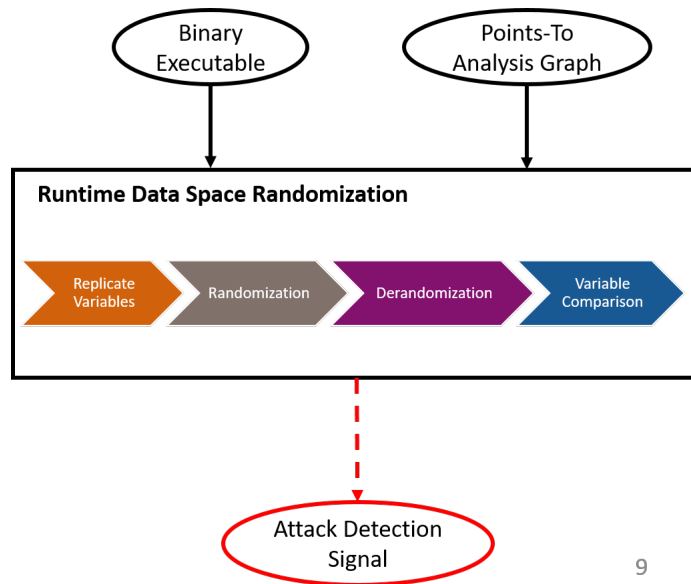 Binary
Executable
Points-To
Analysis Graph
Runtime Data Space Randomization
Replicate
Variables
Randomization
Derandomization
Variable
Comparison
Attack Detection
Signal
9